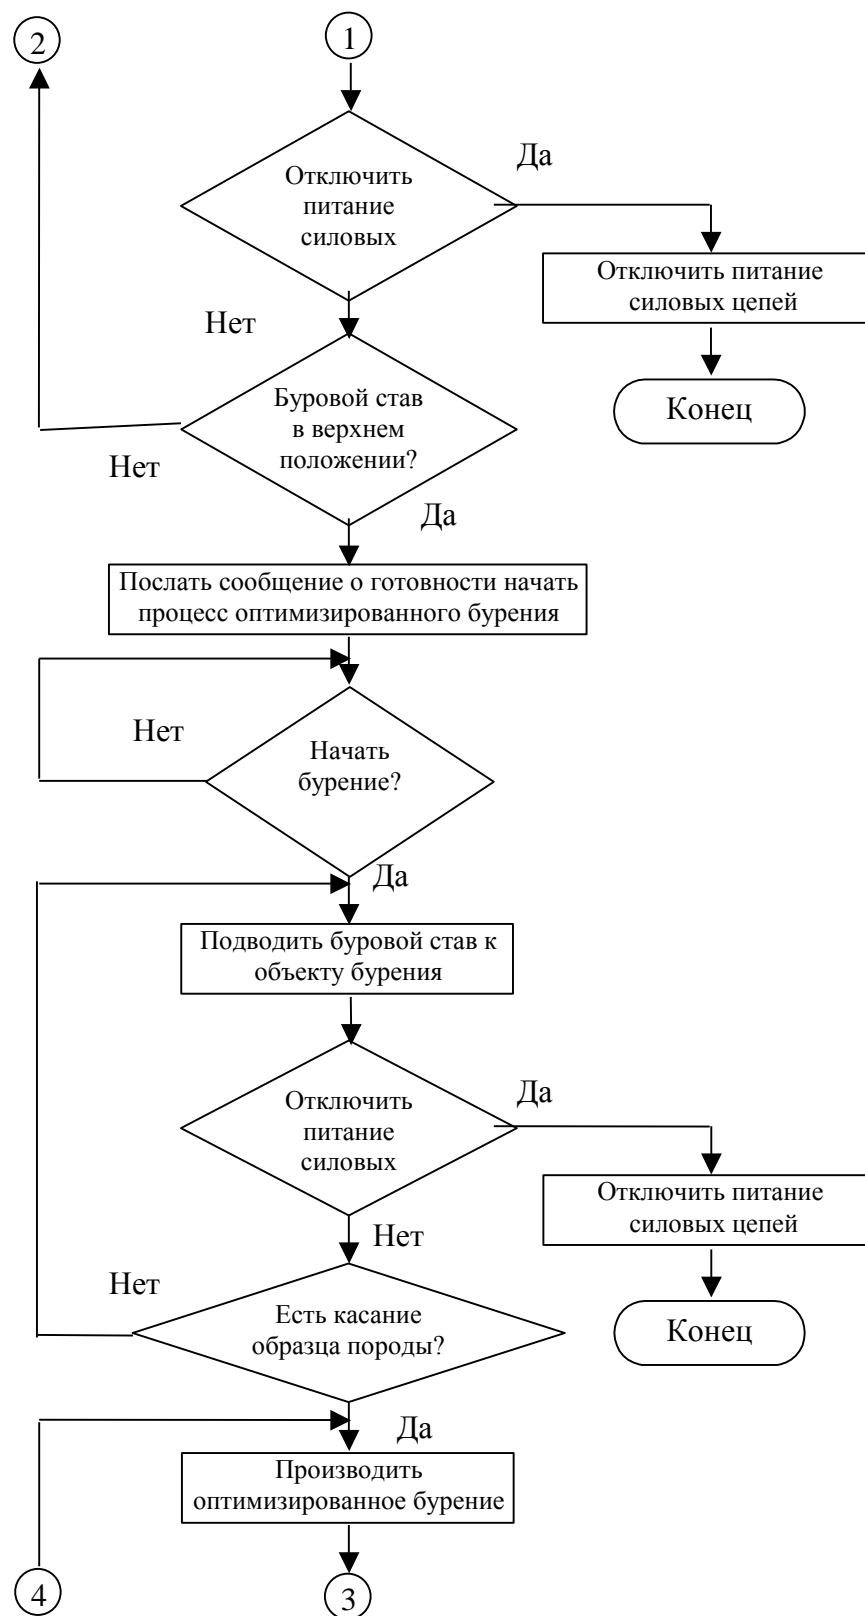 2
1
Да
Отключить
питание
силовых
Отключить питание
силовых цепей
Нет
Конец
Буровой став
в верхнем
положении?
Нет
Да
Послать сообщение о готовности начать
процесс оптимизированного бурения
Нет
Начать
бурение?
Да
Подводить буровой став к
объекту бурения
Да
Отключить
питание
силовых
Отключить питание
силовых цепей
Нет
Нет
Есть касание
образца породы?
Конец
Да
Производить
оптимизированное бурение
4
3